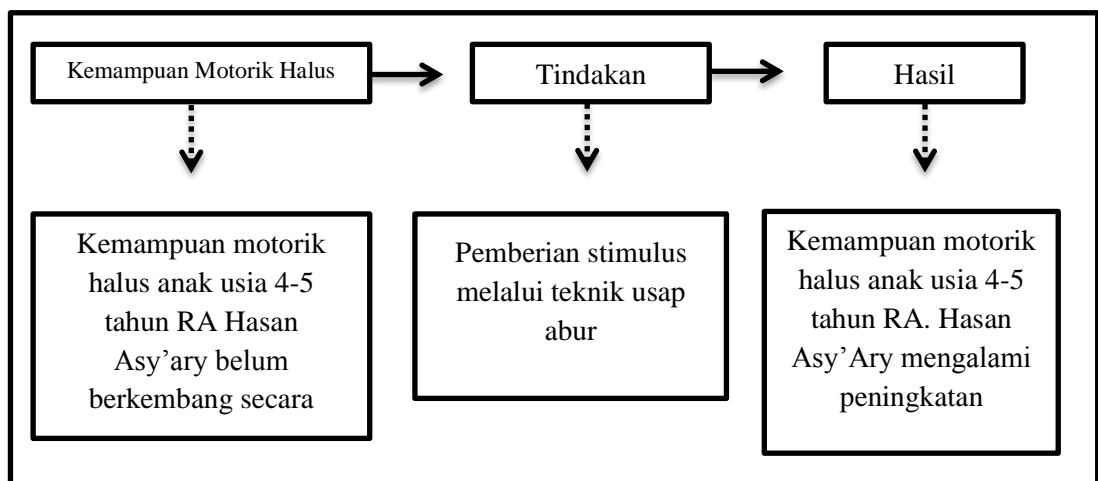 Kemampuan Motorik Halus
Tindakan
Hasil
Kemampuan motorik
halus anak usia 4-5
tahun RA Hasan
Asy’ary belum
berkembang secara
Pemberian stimulus
melalui teknik usap
abur
Kemampuan motorik
halus anak usia 4-5
tahun RA. Hasan
Asy’Ary mengalami
peningkatan